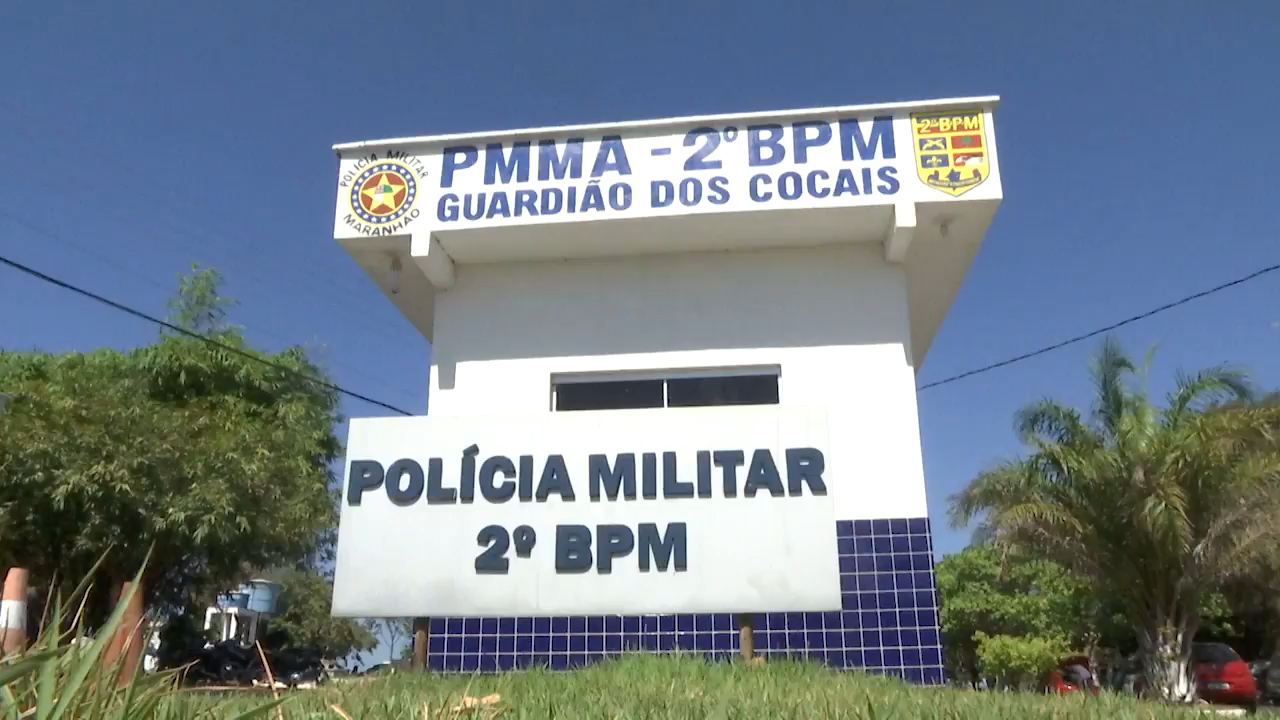 POLÍCIA MILITAR
MARANHÃO
PMMA - 2º BPM
GUARDIÃO DOS COCAIS
2º BPM
POLÍCIA MILITAR
2º BPM